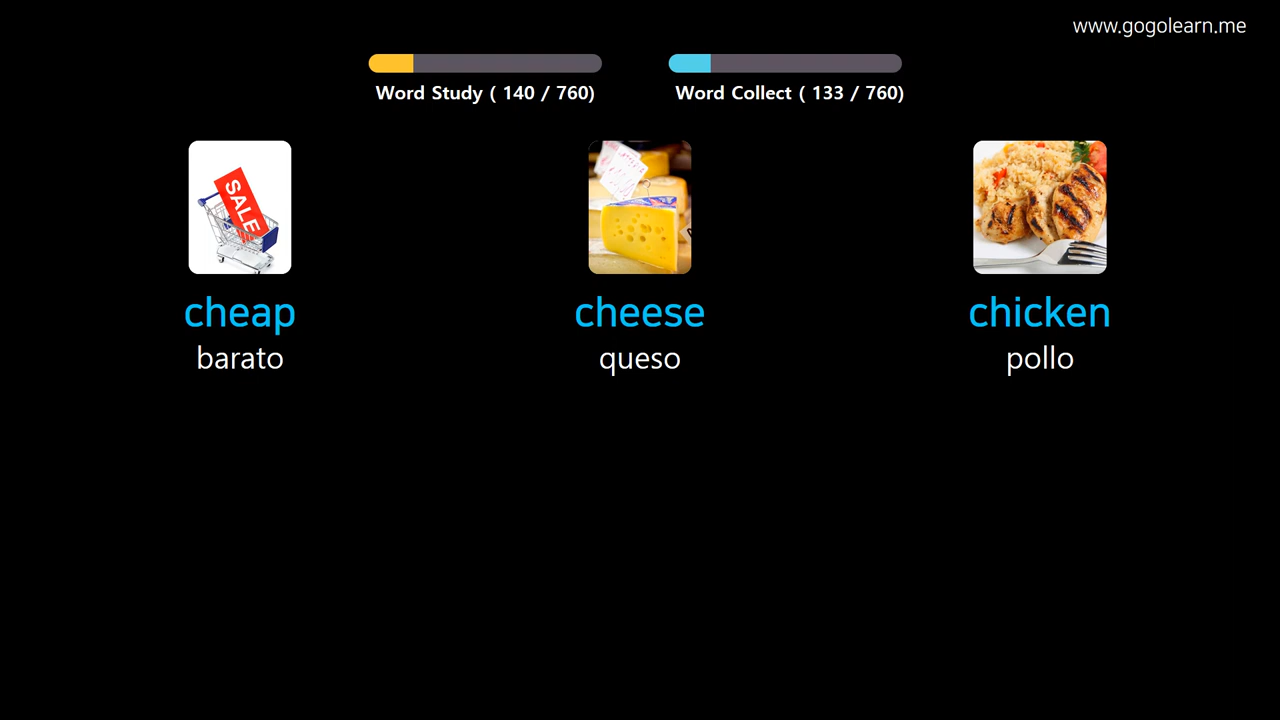 www.gogolearn.me
Word Study ( 140 / 760)
Word Collect ( 133 / 760)
SALE
cheap
cheese
chicken
barato
queso
pollo